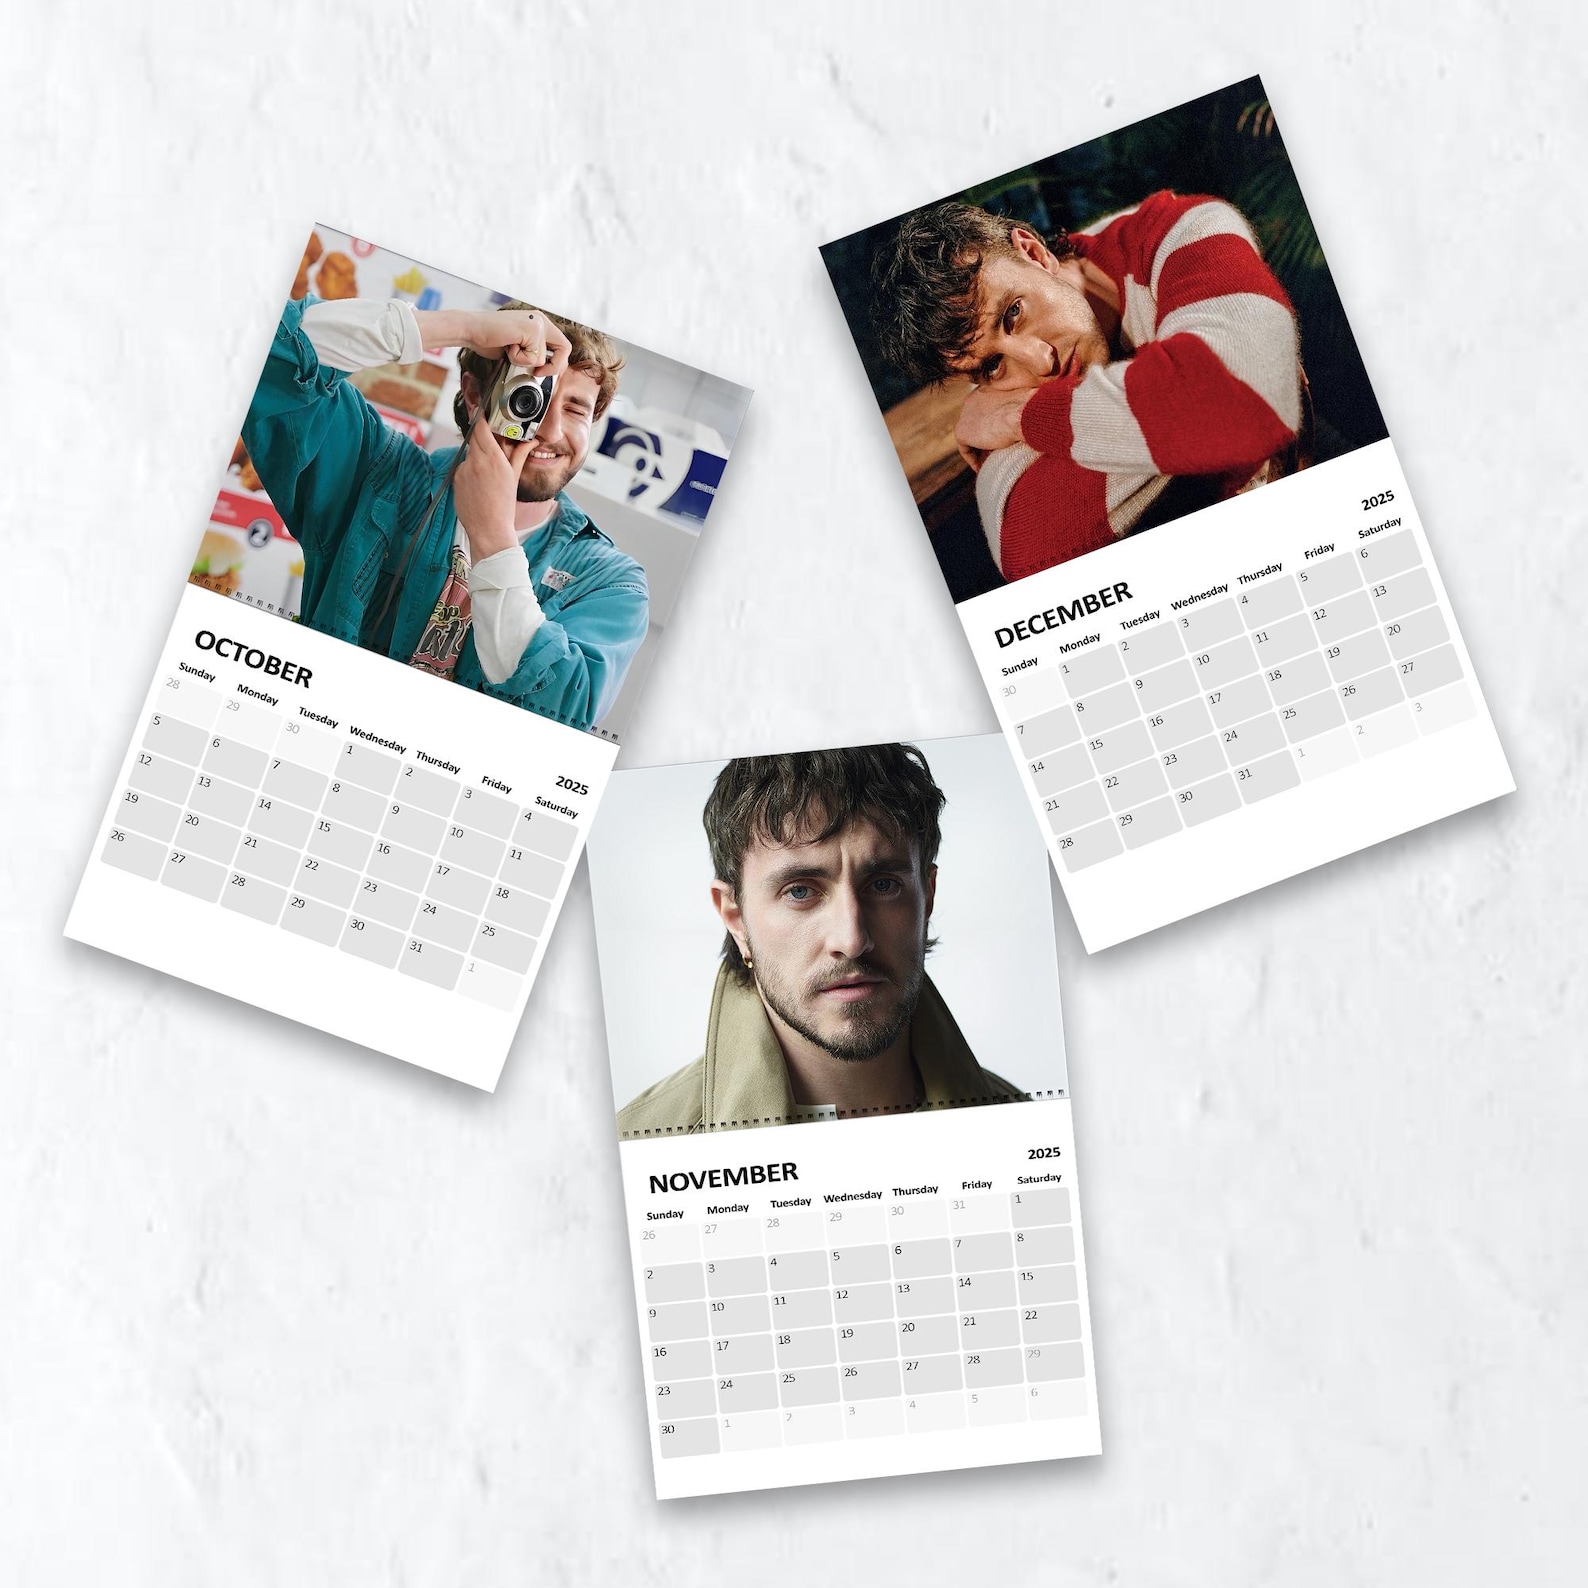 OCTOBER
2025
Sunday Monday Tuesday Wednesday Thursday Friday Saturday
28 29 30 1 2 3 4
5 6 7 8 9 10 11
12 13 14 15 16 17 18
19 20 21 22 23 24 25
26 27 28 29 30 31 1
DECEMBER
2025
Sunday Monday Tuesday Wednesday Thursday Friday Saturday
30 1 2 3 4 5 6
7 8 9 10 11 12 13
14 15 16 17 18 19 20
21 22 23 24 25 26 27
28 29 30 31 1 2 3
NOVEMBER
2025
Sunday Monday Tuesday Wednesday Thursday Friday Saturday
26 27 28 29 30 31 1
2 3 4 5 6 7 8
9 10 11 12 13 14 15
16 17 18 19 20 21 22
23 24 25 26 27 28 29
30 1 2 3 4 5 6